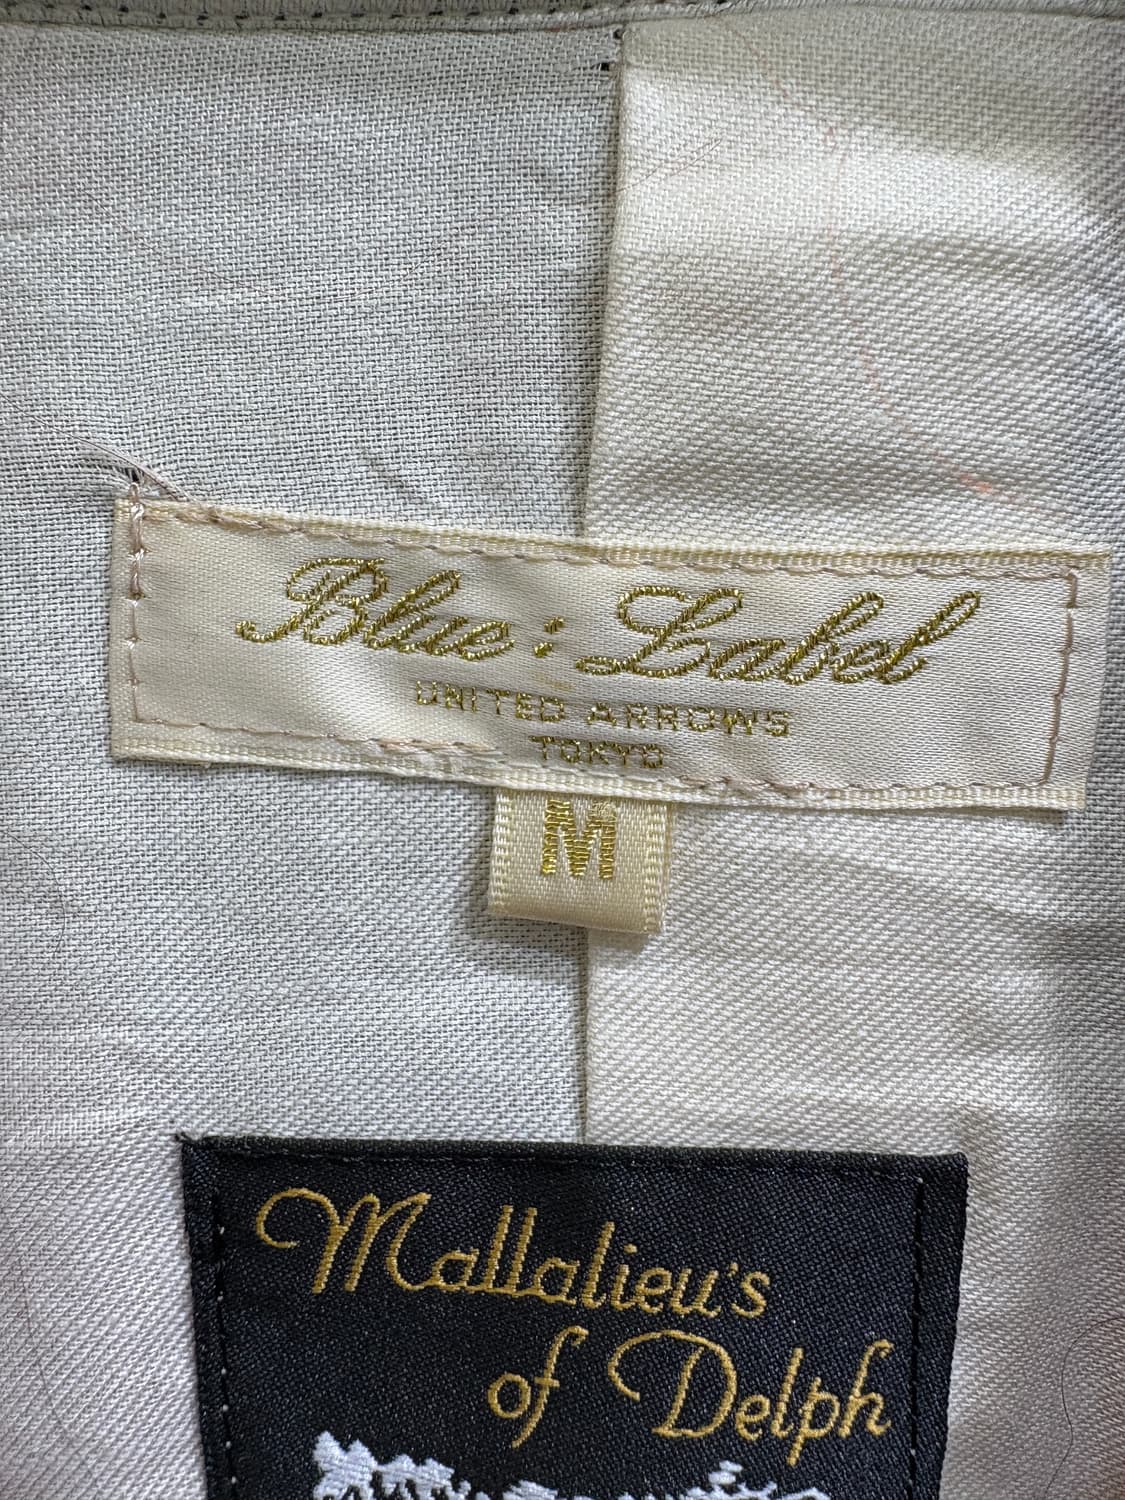 Blue: Label
UNITED ARROWS
TOKYO
M
Mallalieu's
of Delph